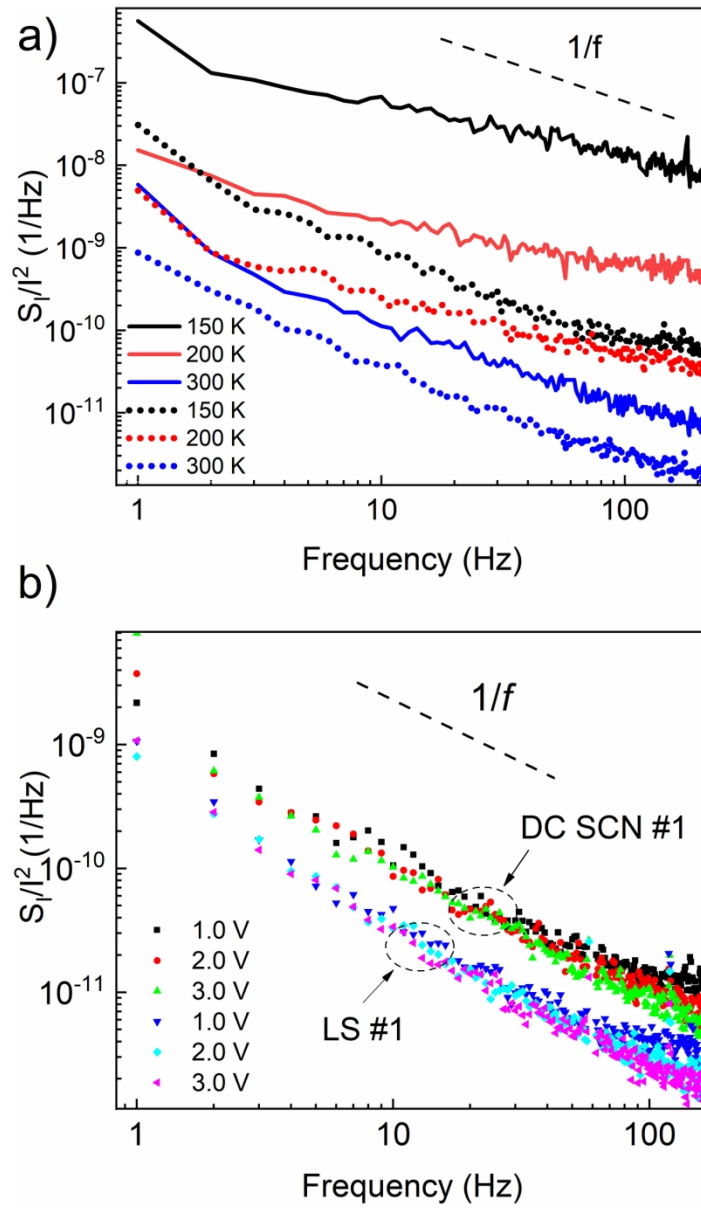 a)
1/f
10⁻⁷
10⁻⁸
10⁻⁹
10⁻¹⁰
10⁻¹¹
S_I/I² (1/Hz)
150 K
200 K
300 K
150 K
200 K
300 K
1
10
100
Frequency (Hz)
b)
1/f
10⁻⁹
10⁻¹⁰
10⁻¹¹
S_I/I² (1/Hz)
DC SCN #1
LS #1
1.0 V
2.0 V
3.0 V
1.0 V
2.0 V
3.0 V
1
10
100
Frequency (Hz)